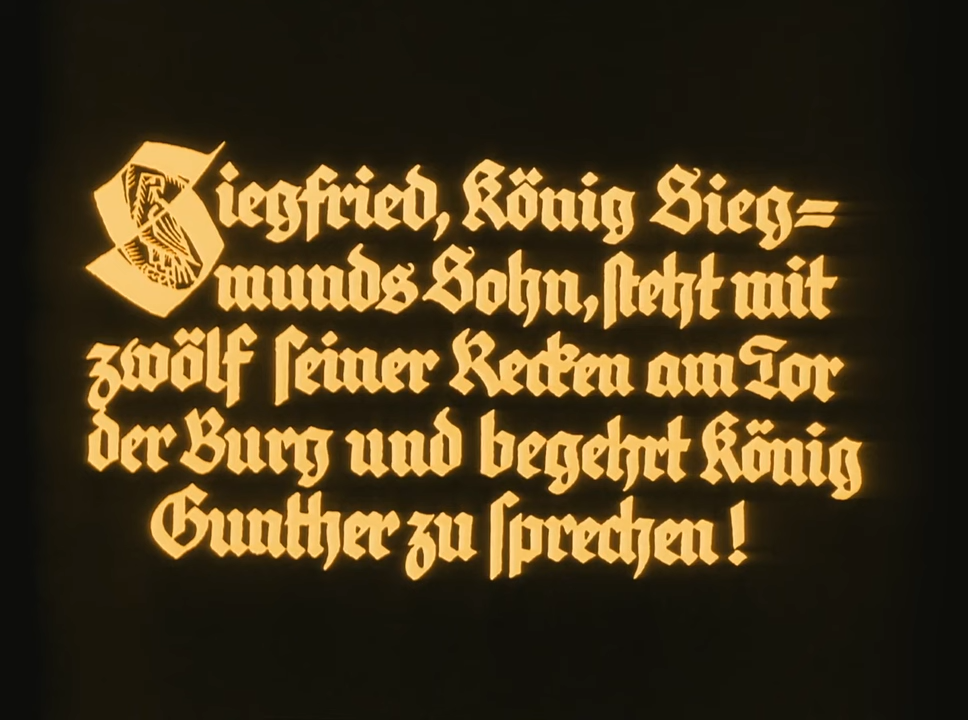 Siegfried, König Sieg=
munds Sohn, ſteht mit
zwölf ſeiner Recken am Tor
der Burg und begehrt König
Gunther zu ſprechen!